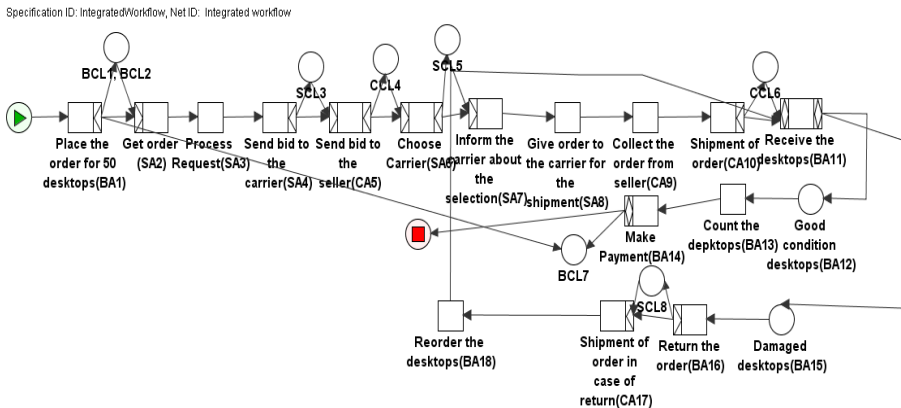 Specification ID: IntegratedWorkflow, Net ID: Integrated workflow
BCL1, BCL2
SCL3
CCL4
SCL5
CCL6
Place the
order for 50
desktops(BA1)
Get order
(SA2)
Process
Request(SA3)
Send bid to
the
carrier(SA4)
Send bid to
the
seller(CA5)
Choose
Carrier(SA6)
Inform the
carrier about
the
selection(SA7)
Give order to
the carrier for
the
shipment(SA8)
Collect the
order from
seller(CA9)
Shipment of
order(CA10)
Receive the
desktops(BA11)
Good
condition
desktops(BA12)
Count the
depktops(BA13)
Make
Payment(BA14)
BCL7
SCL8
Damaged
desktops(BA15)
Return the
order(BA16)
Shipment of
order in
case of
return(CA17)
Reorder the
desktops(BA18)